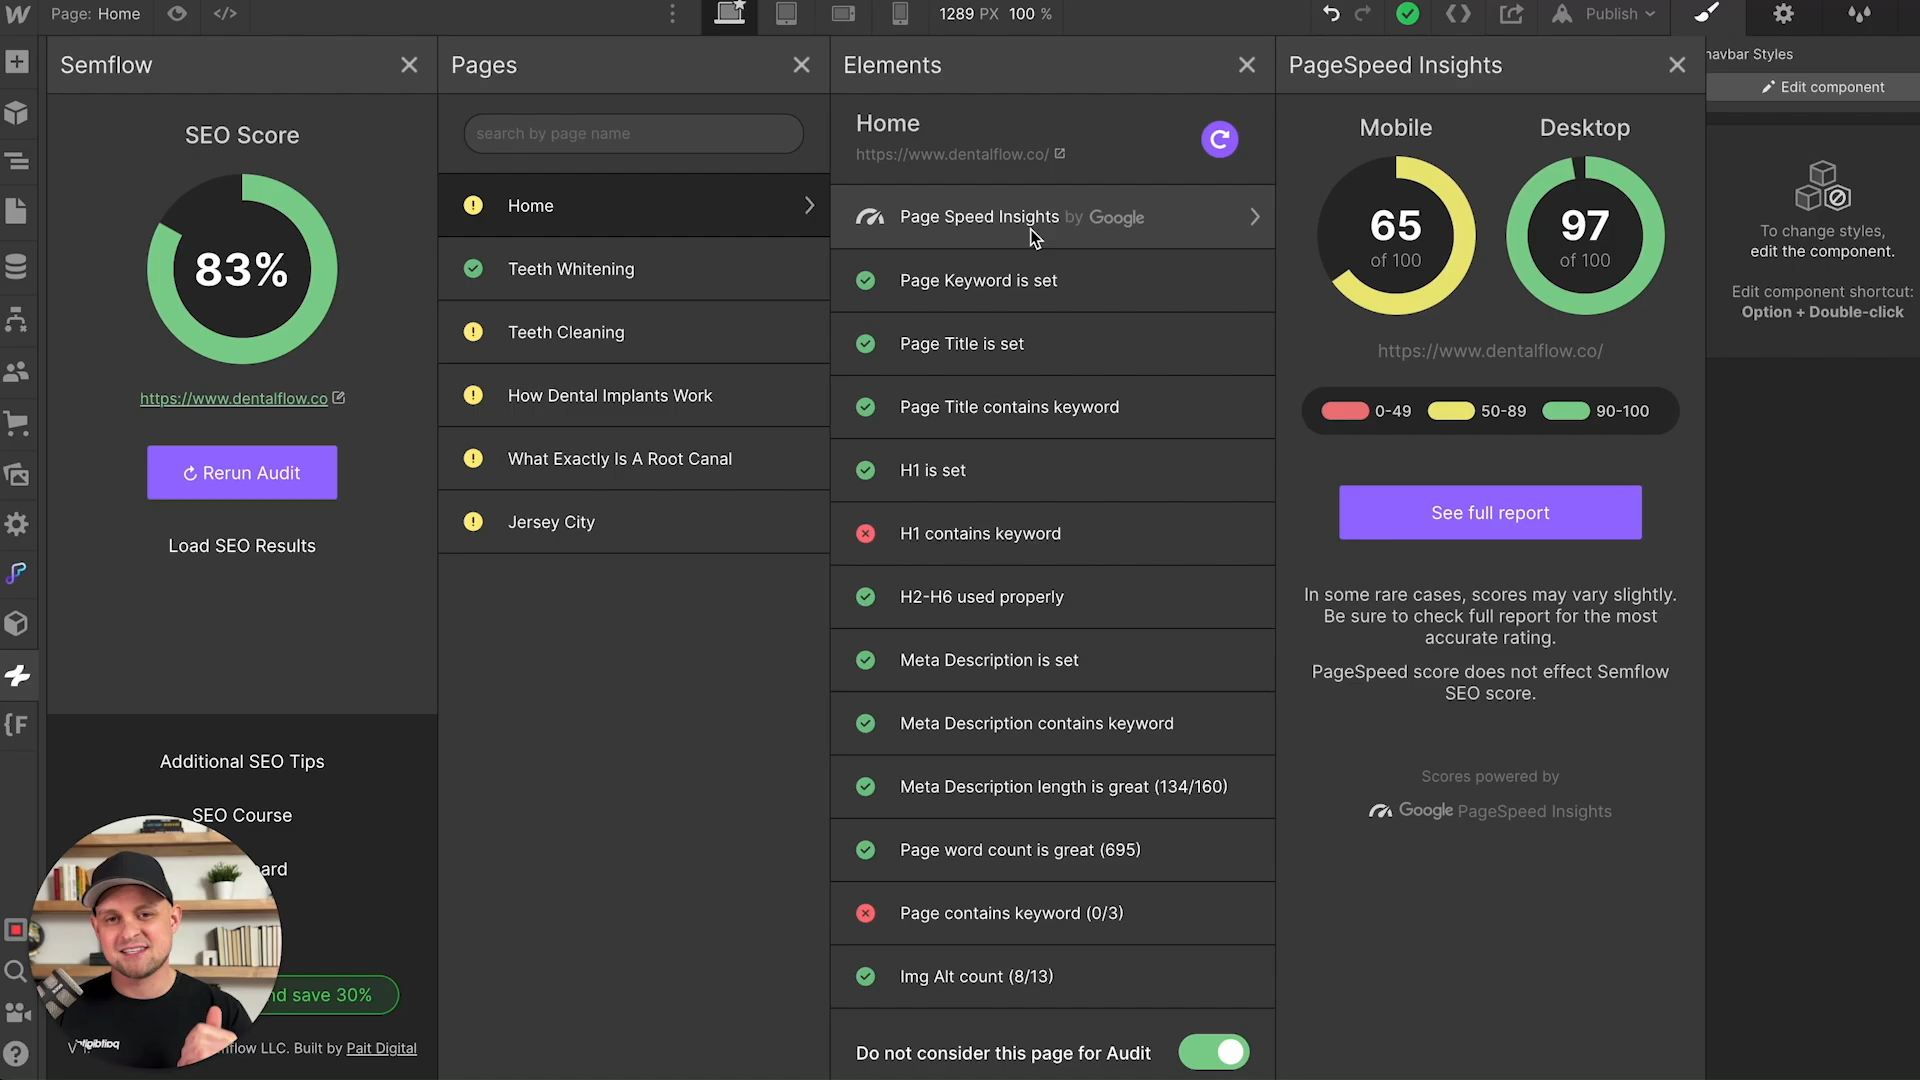 Page: Home
1289 PX 100 %
Publish
Semflow
SEO Score
83%
https://www.dentalflow.co
Rerun Audit
Load SEO Results
Additional SEO Tips
SEO Course
save 30%
LLC. Built by Pait Digital
Pages
search by page name
Home
Teeth Whitening
Teeth Cleaning
How Dental Implants Work
What Exactly Is A Root Canal
Jersey City
Elements
Home
https://www.dentalflow.co/
Page Speed Insights by Google
Page Keyword is set
Page Title is set
Page Title contains keyword
H1 is set
H1 contains keyword
H2-H6 used properly
Meta Description is set
Meta Description contains keyword
Meta Description length is great (134/160)
Page word count is great (695)
Page contains keyword (0/3)
Img Alt count (8/13)
Do not consider this page for Audit
PageSpeed Insights
Mobile Desktop
65 97
of 100 of 100
https://www.dentalflow.co/
0-49 50-89 90-100
See full report
In some rare cases, scores may vary slightly.
Be sure to check full report for the most
accurate rating.
PageSpeed score does not effect Semflow
SEO score.
Scores powered by
Google PageSpeed Insights
navbar Styles
Edit component
To change styles,
edit the component.
Edit component shortcut:
Option + Double-click